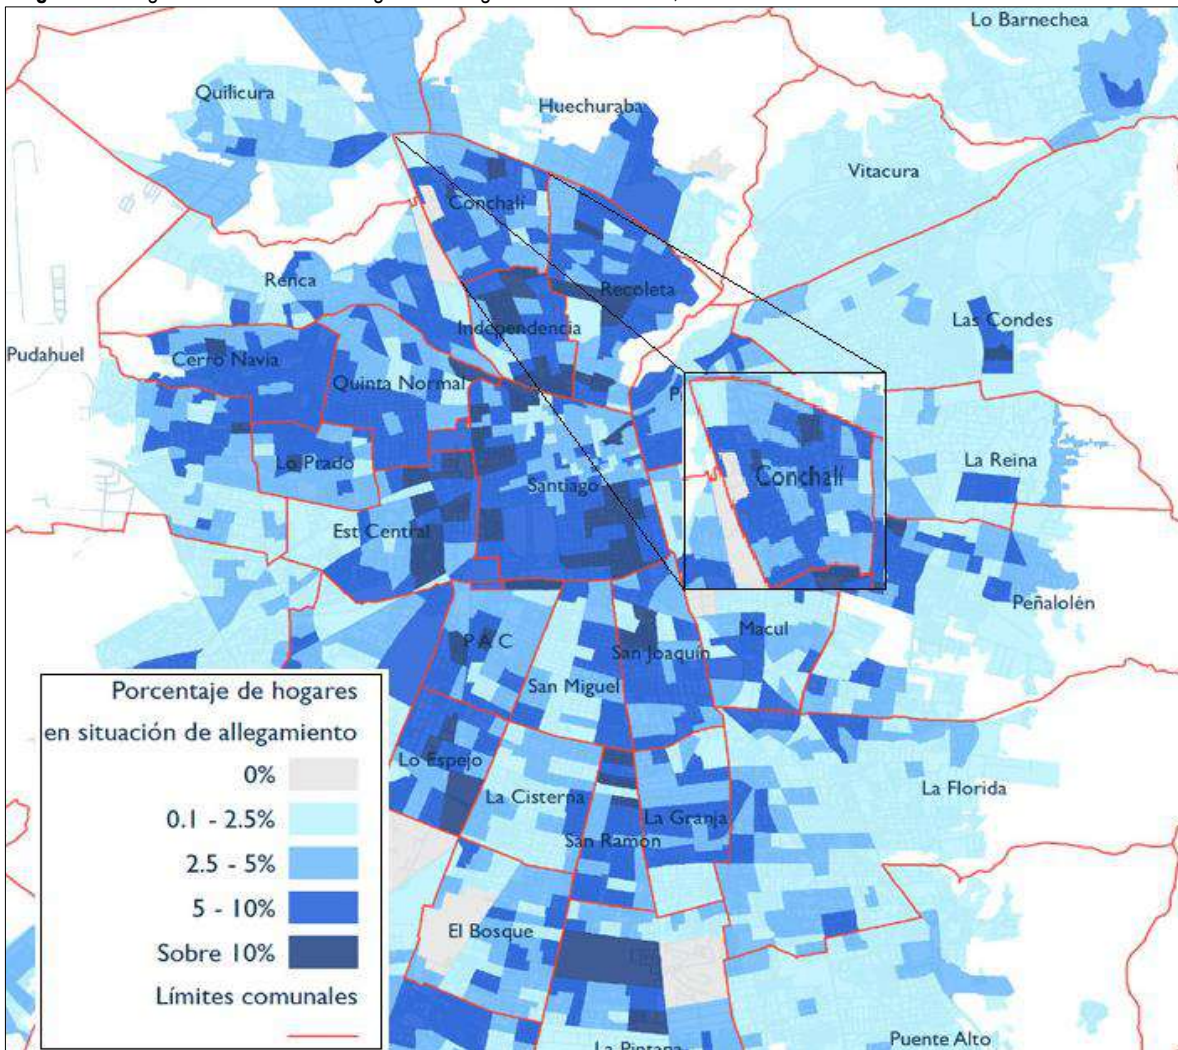 Lo Barnechea
Quilicura
Huechuraba
Vitacura
Conchalí
Renca
Recoleta
Independencia
Las Condes
Pudahuel
Cerro Navia
Quinta Normal
P
La Reina
Lo Prado
Conchalí
Santiago
Est Central
Peñalolén
Macul
P A C
San Joaquín
San Miguel
Lo Espejo
La Cisterna
La Florida
La Granja
San Ramón
El Bosque
Puente Alto
La Pintana
Porcentaje de hogares
en situación de allegamiento
0%
0.1 - 2.5%
2.5 - 5%
5 - 10%
Sobre 10%
Límites comunales